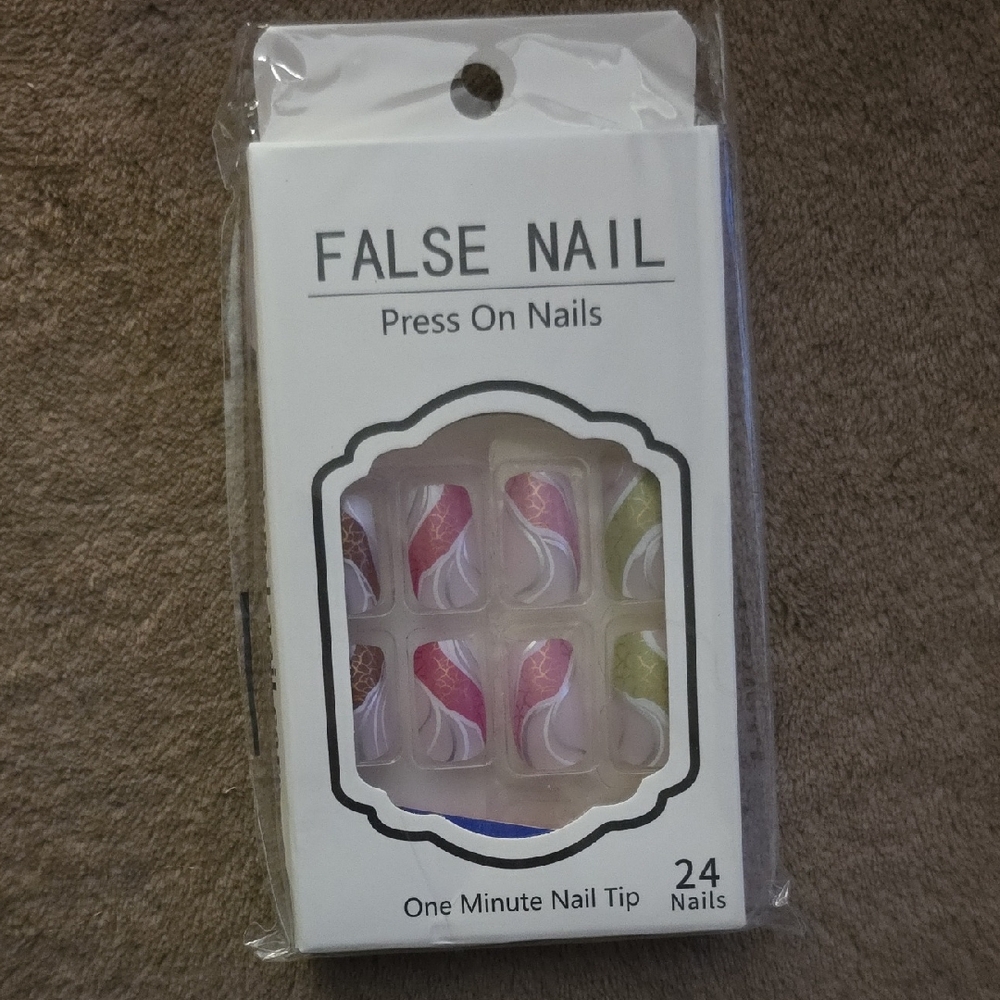 FALSE NAIL
Press On Nails
One Minute Nail Tip
24
Nails